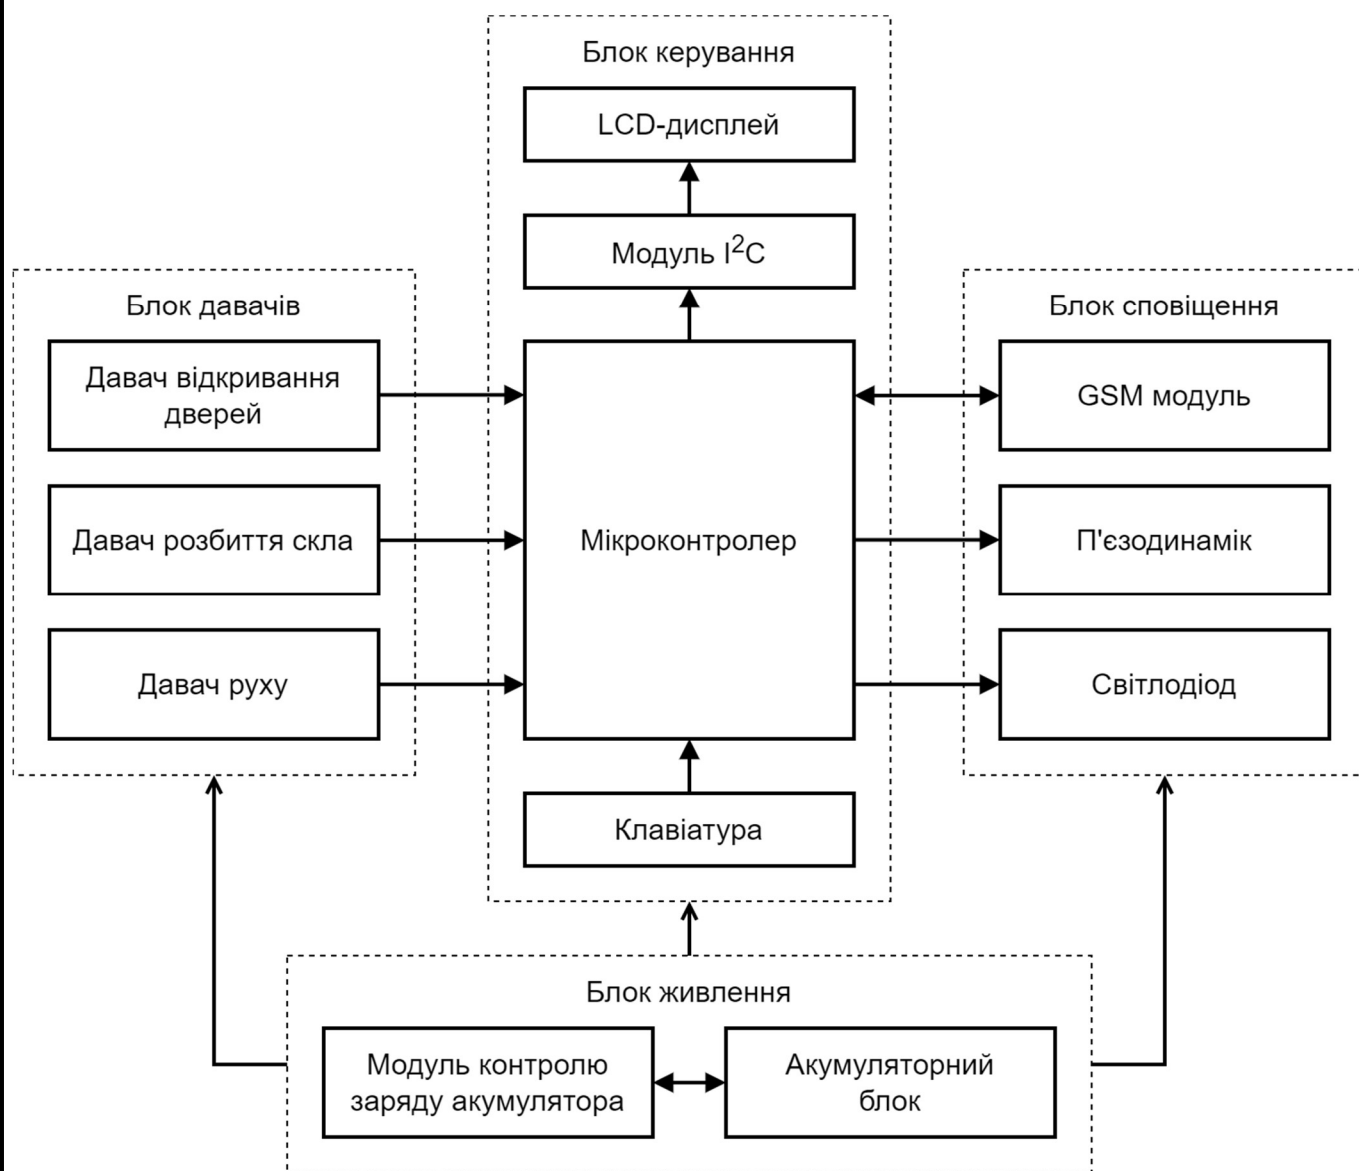 Блок керування
LCD-дисплей
Модуль I²C
Блок давачів
Давач відкривання
дверей
Давач розбиття скла
Давач руху
Мікроконтролер
Клавіатура
Блок сповіщення
GSM модуль
П'єзодинамік
Світлодіод
Блок живлення
Модуль контролю
заряду акумулятора
Акумуляторний
блок